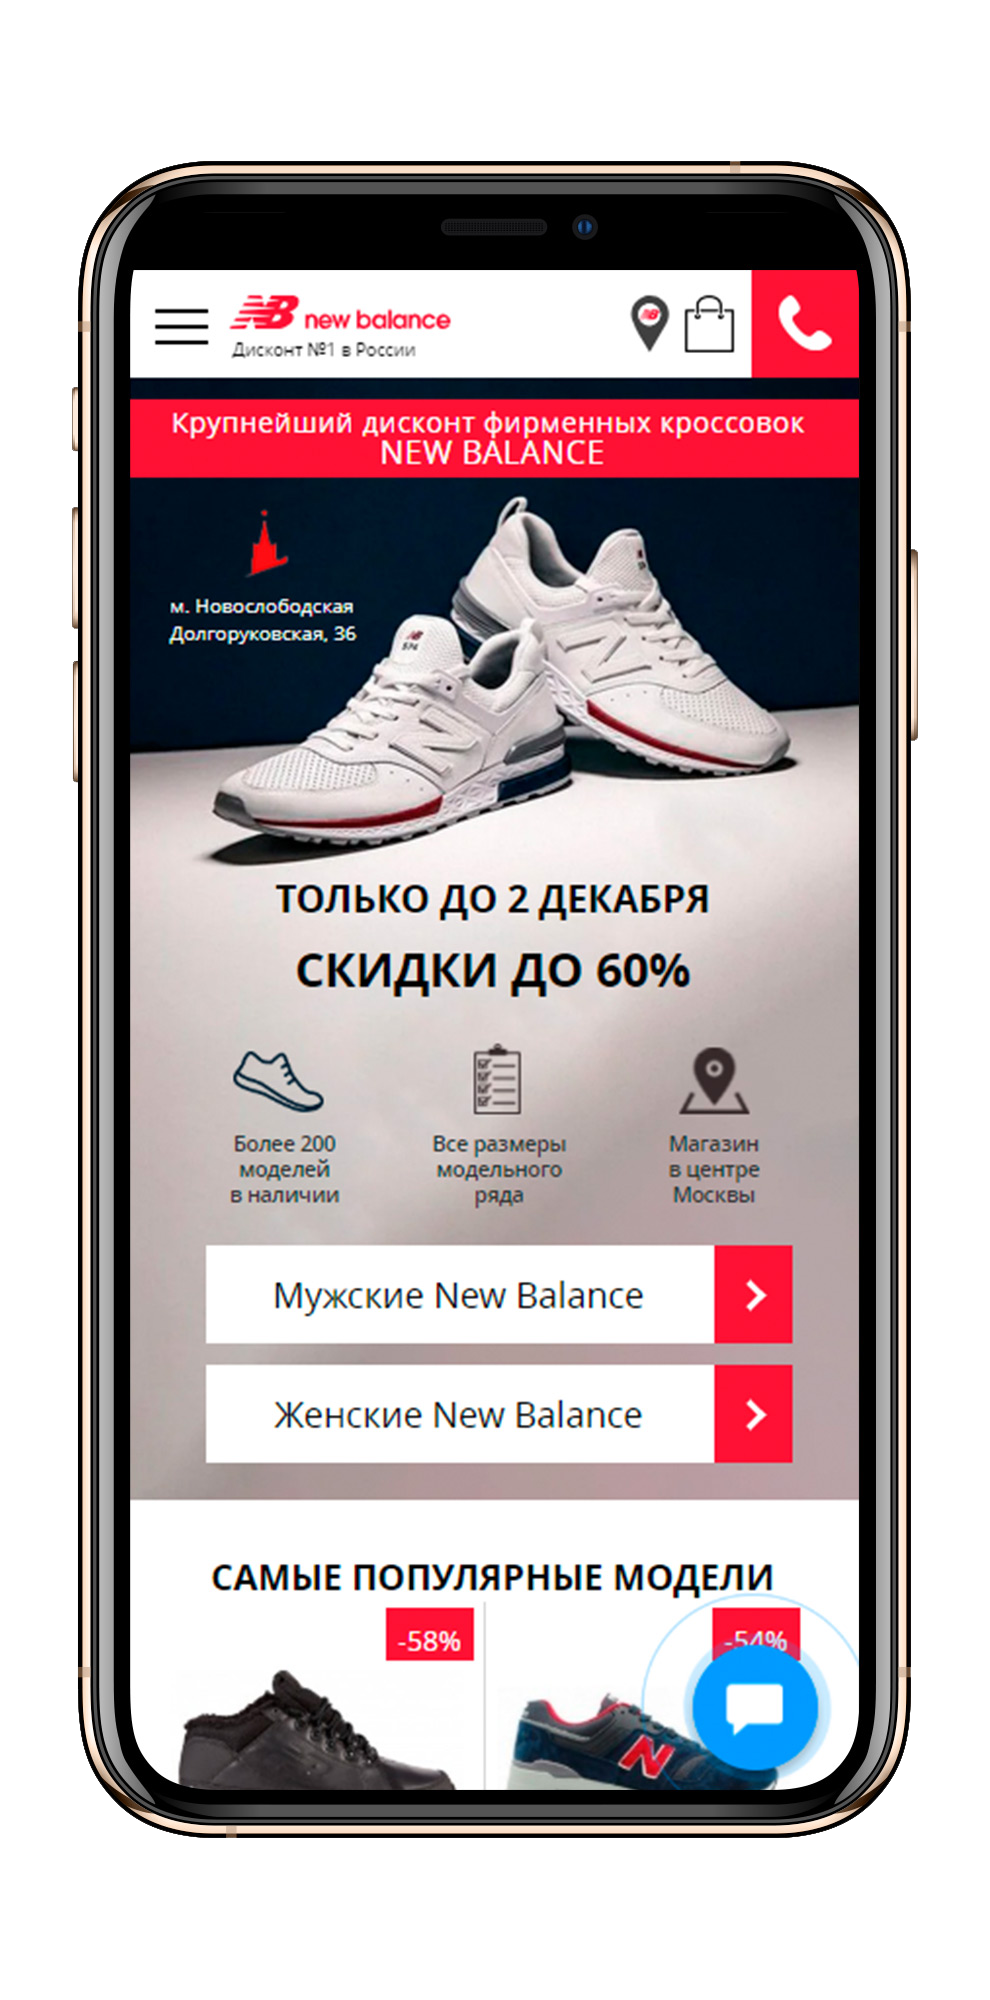 NB new balance
Дисконт №1 в России
NB
Крупнейший дисконт фирменных кроссовок
NEW BALANCE
м. Новослободская
Долгоруковская, 36
574
ТОЛЬКО ДО 2 ДЕКАБРЯ
СКИДКИ ДО 60%
Более 200
моделей
в наличии
Все размеры
модельного
ряда
Магазин
в центре
Москвы
Мужские New Balance
Женские New Balance
САМЫЕ ПОПУЛЯРНЫЕ МОДЕЛИ
-58%
-54%
N